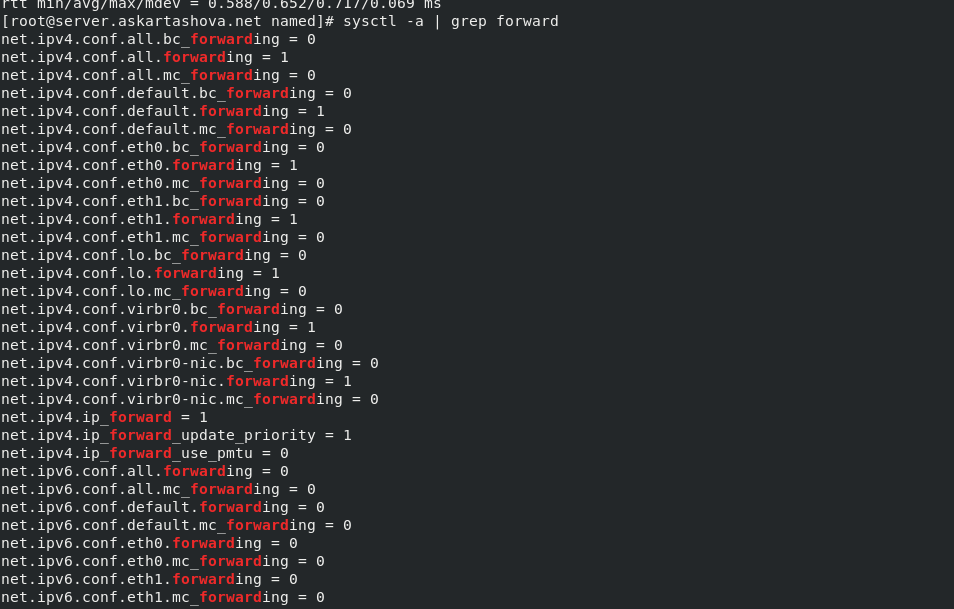 rtt min/avg/max/mdev = 0.588/0.652/0.717/0.069 ms
[root@server.askartashova.net named]# sysctl -a | grep forward
net.ipv4.conf.all.bc_forwarding = 0
net.ipv4.conf.all.forwarding = 1
net.ipv4.conf.all.mc_forwarding = 0
net.ipv4.conf.default.bc_forwarding = 0
net.ipv4.conf.default.forwarding = 1
net.ipv4.conf.default.mc_forwarding = 0
net.ipv4.conf.eth0.bc_forwarding = 0
net.ipv4.conf.eth0.forwarding = 1
net.ipv4.conf.eth0.mc_forwarding = 0
net.ipv4.conf.eth1.bc_forwarding = 0
net.ipv4.conf.eth1.forwarding = 1
net.ipv4.conf.eth1.mc_forwarding = 0
net.ipv4.conf.lo.bc_forwarding = 0
net.ipv4.conf.lo.forwarding = 1
net.ipv4.conf.lo.mc_forwarding = 0
net.ipv4.conf.virbr0.bc_forwarding = 0
net.ipv4.conf.virbr0.forwarding = 1
net.ipv4.conf.virbr0.mc_forwarding = 0
net.ipv4.conf.virbr0-nic.bc_forwarding = 0
net.ipv4.conf.virbr0-nic.forwarding = 1
net.ipv4.conf.virbr0-nic.mc_forwarding = 0
net.ipv4.ip_forward = 1
net.ipv4.ip_forward_update_priority = 1
net.ipv4.ip_forward_use_pmtu = 0
net.ipv6.conf.all.forwarding = 0
net.ipv6.conf.all.mc_forwarding = 0
net.ipv6.conf.default.forwarding = 0
net.ipv6.conf.default.mc_forwarding = 0
net.ipv6.conf.eth0.forwarding = 0
net.ipv6.conf.eth0.mc_forwarding = 0
net.ipv6.conf.eth1.forwarding = 0
net.ipv6.conf.eth1.mc_forwarding = 0